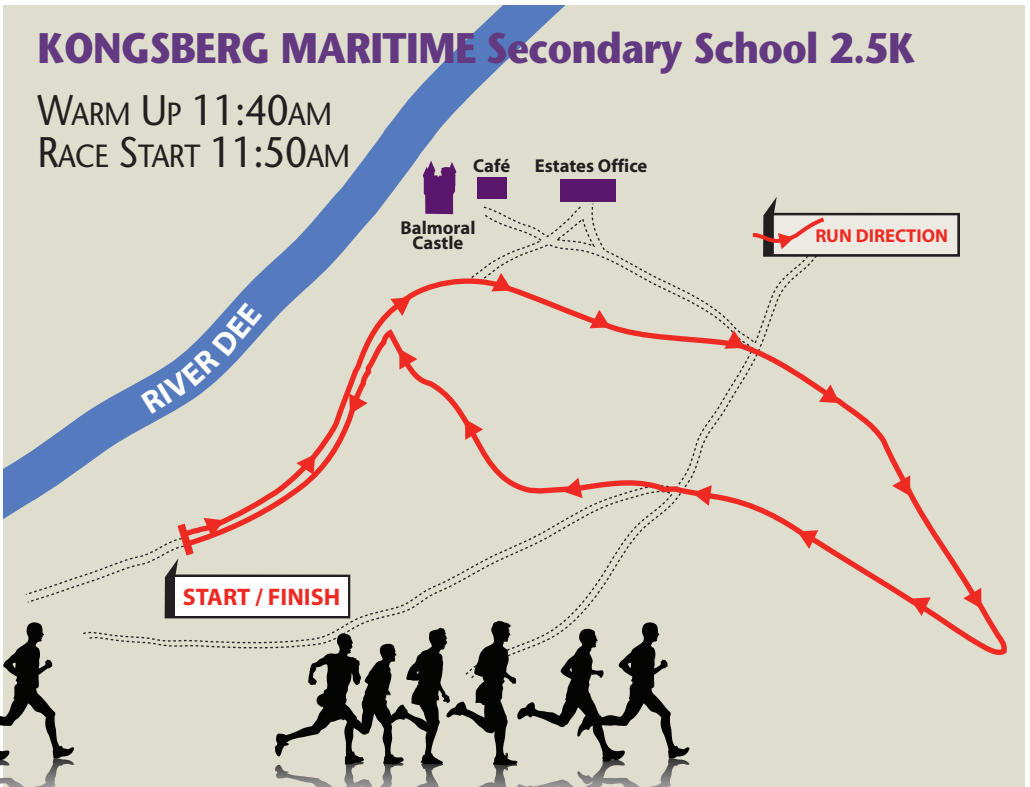 KONGSBERG MARITIME Secondary School 2.5K
WARM UP 11:40AM
RACE START 11:50AM
Café
Estates Office
Balmoral
Castle
RUN DIRECTION
RIVER DEE
START / FINISH